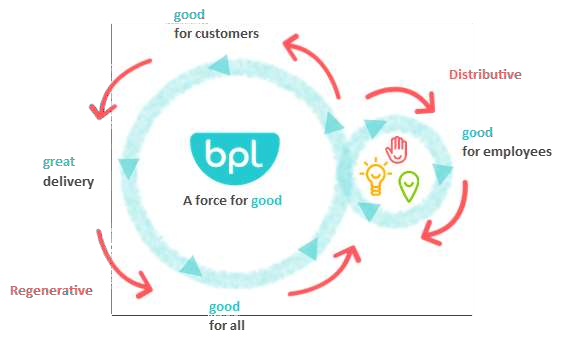 good
for customers
Distributive
good
for employees
great
delivery
bpl
A force for good
Regenerative
good
for all